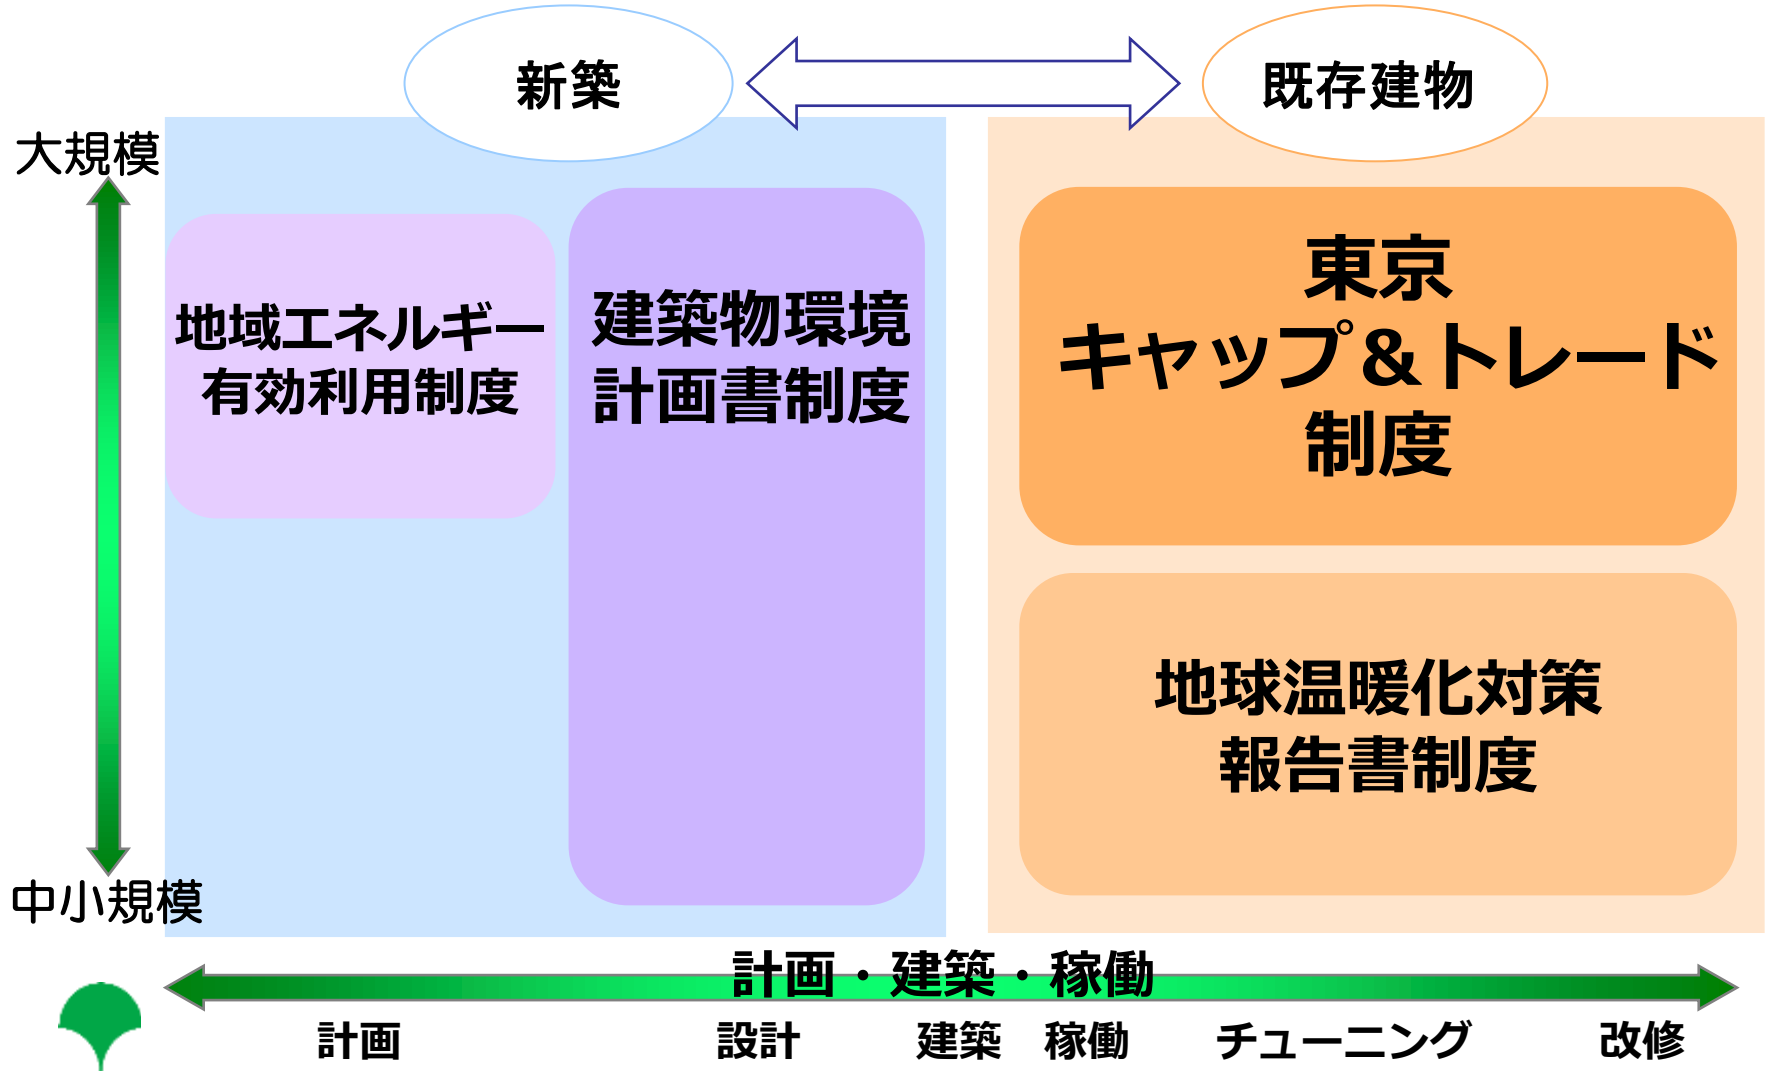 新築
既存建物
大規模
地域エネルギー
有効利用制度
建築物環境
計画書制度
東京
キャップ&トレード
制度
地球温暖化対策
報告書制度
中小規模
計画・建築・稼働
計画
設計
建築
稼働
チューニング
改修